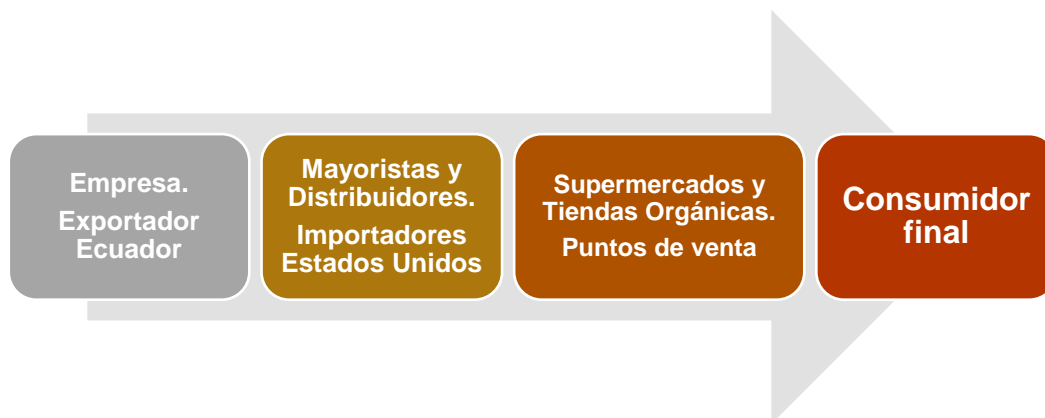 Empresa.
Exportador
Ecuador
Mayoristas y
Distribuidores.
Importadores
Estados Unidos
Supermercados y
Tiendas Orgánicas.
Puntos de venta
Consumidor
final